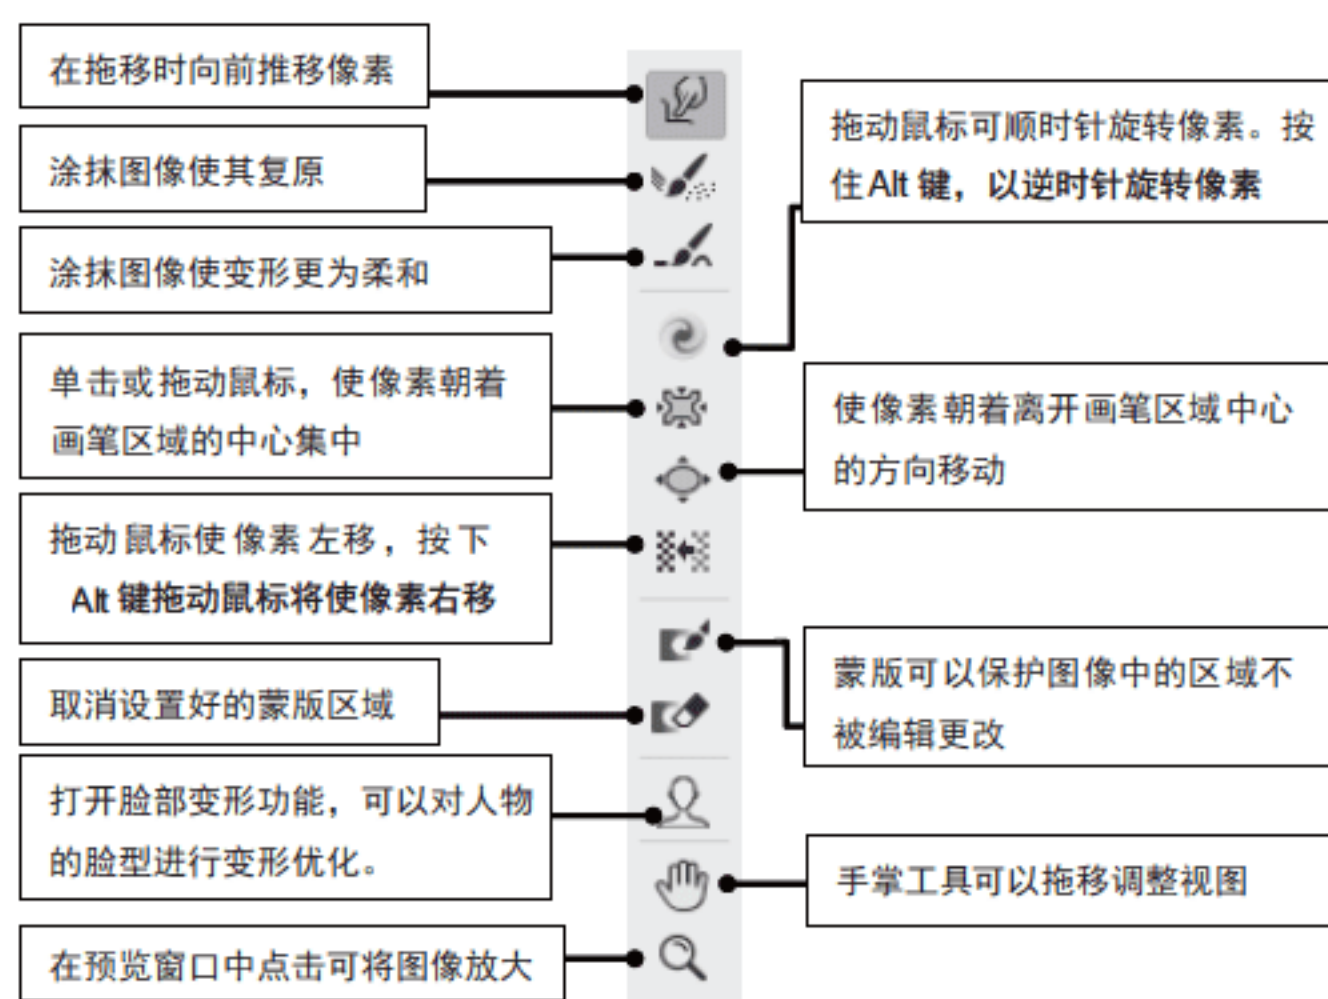 在拖移时向前推移像素
涂抹图像使其复原
涂抹图像使变形更为柔和
单击或拖动鼠标，使像素朝着
画笔区域的中心集中
拖动鼠标使像素左移，按下
Alt 键拖动鼠标将使像素右移
取消设置好的蒙版区域
打开脸部变形功能，可以对人物
的脸型进行变形优化。
在预览窗口中点击可将图像放大
拖动鼠标可顺时针旋转像素。按
住Alt 键，以逆时针旋转像素
使像素朝着离开画笔区域中心
的方向移动
蒙版可以保护图像中的区域不
被编辑更改
手掌工具可以拖移调整视图